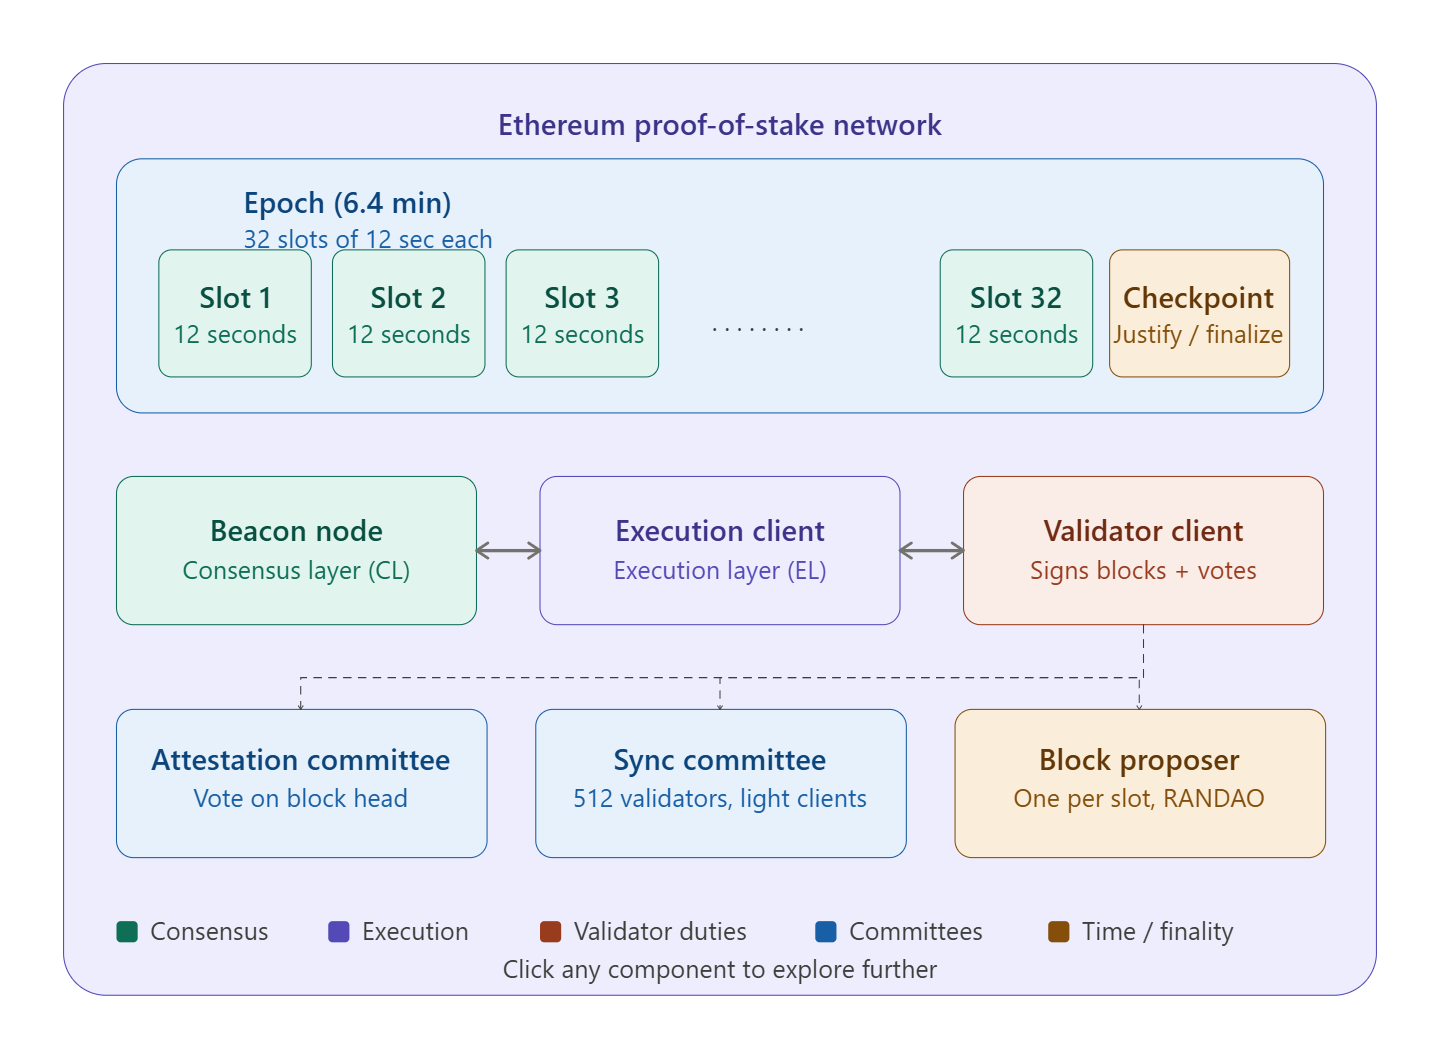 Ethereum proof-of-stake network
Epoch (6.4 min)
32 slots of 12 sec each
Slot 1
12 seconds
Slot 2
12 seconds
Slot 3
12 seconds
........
Slot 32
12 seconds
Checkpoint
Justify / finalize
Beacon node
Consensus layer (CL)
Execution client
Execution layer (EL)
Validator client
Signs blocks + votes
Attestation committee
Vote on block head
Sync committee
512 validators, light clients
Block proposer
One per slot, RANDAO
Consensus
Execution
Validator duties
Committees
Time / finality
Click any component to explore further